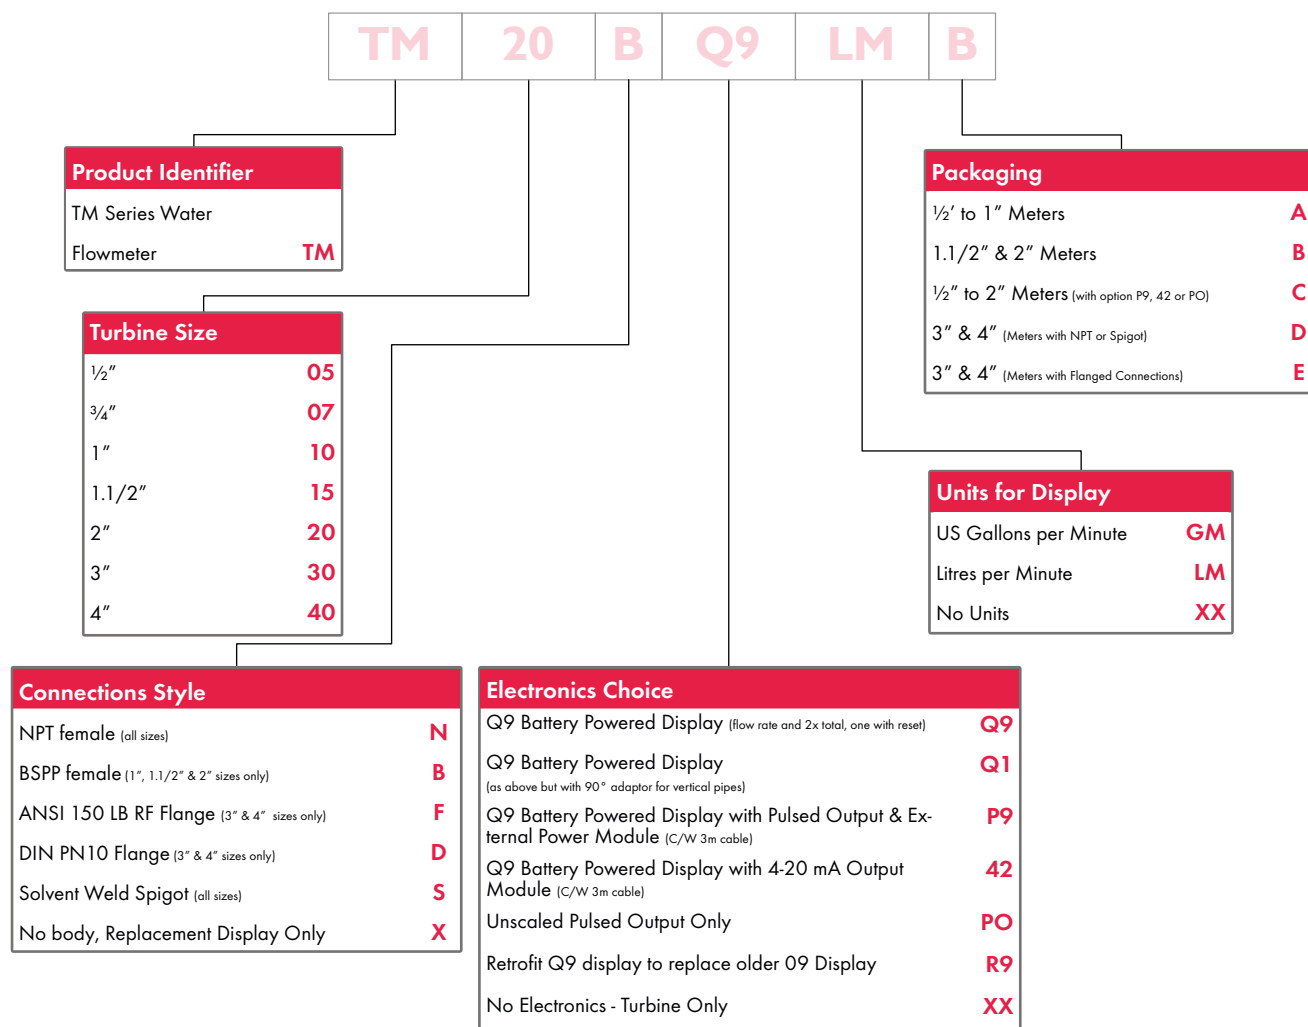 TM 20 B Q9 LM B
Product Identifier
TM Series Water
Flowmeter TM
Turbine Size
½″ 05
¾″ 07
1″ 10
1.1/2″ 15
2″ 20
3″ 30
4″ 40
Connections Style
NPT female (all sizes) N
BSPP female (1″, 1.1/2″ & 2″ sizes only) B
ANSI 150 LB RF Flange (3″ & 4″ sizes only) F
DIN PN10 Flange (3″ & 4″ sizes only) D
Solvent Weld Spigot (all sizes) S
No body, Replacement Display Only X
Electronics Choice
Q9 Battery Powered Display (flow rate and 2x total, one with reset) Q9
Q9 Battery Powered Display Q1
(as above but with 90° adaptor for vertical pipes)
Q9 Battery Powered Display with Pulsed Output & Ex- P9
ternal Power Module (C/W 3m cable)
Q9 Battery Powered Display with 4-20 mA Output 42
Module (C/W 3m cable)
Unscaled Pulsed Output Only PO
Retrofit Q9 display to replace older 09 Display R9
No Electronics - Turbine Only XX
Units for Display
US Gallons per Minute GM
Litres per Minute LM
No Units XX
Packaging
½′ to 1″ Meters A
1.1/2″ & 2″ Meters B
½″ to 2″ Meters (with option P9, 42 or PO) C
3″ & 4″ (Meters with NPT or Spigot) D
3″ & 4″ (Meters with Flanged Connections) E